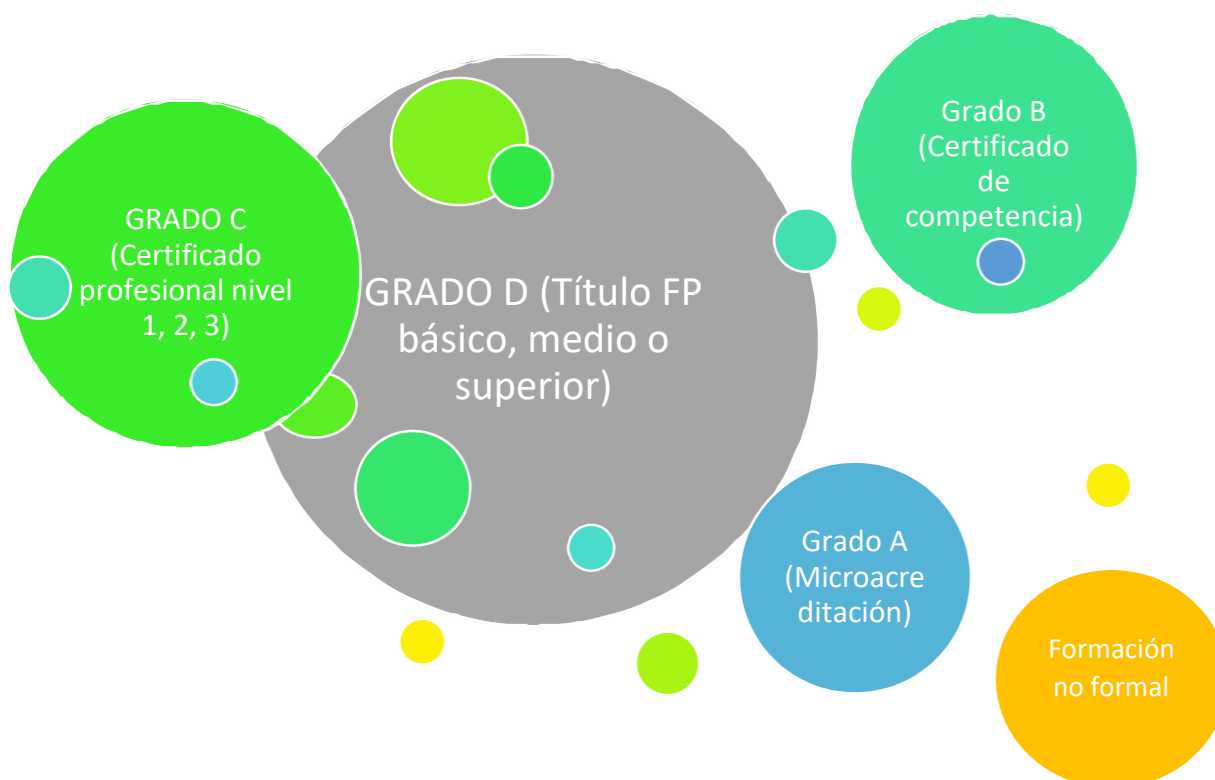 Grado B
(Certificado
de
competencia)
GRADO C
(Certificado
profesional nivel
1, 2, 3)
GRADO D (Título FP
básico, medio o
superior)
Grado A
(Microacre
ditación)
Formación
no formal